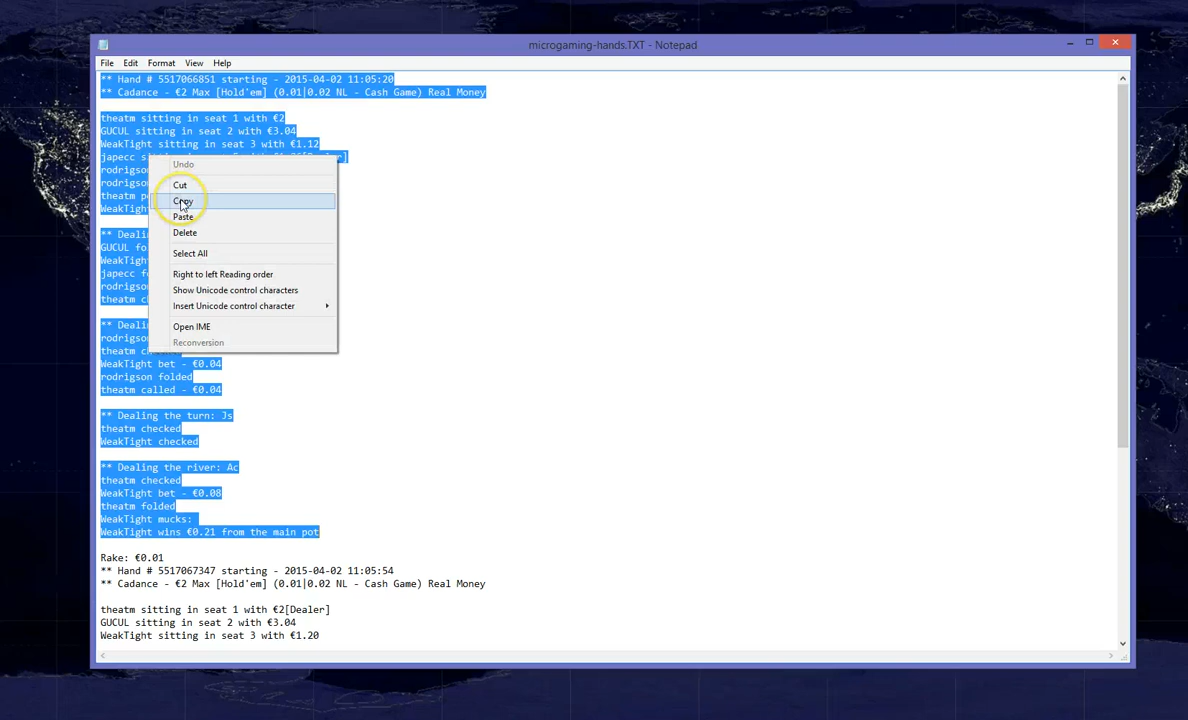 microgaming-hands.TXT - Notepad
File Edit Format View Help
** Hand # 5517066851 starting - 2015-04-02 11:05:20
** Cadance - €2 Max [Hold'em] (0.01|0.02 NL - Cash Game) Real Money
theatm sitting in seat 1 with €2
GUCUL sitting in seat 2 with €3.04
WeakTight sitting in seat 3 with €1.12
japecc
rodrigson
rodrigson
theatm
WeakTight
Undo
Cut
Copy
Paste
Delete
Select All
Right to left Reading order
Show Unicode control characters
Insert Unicode control character
Open IME
Reconversion
** 
GUCUL
japecc
theatm
** 
theatm
WeakTight bet - €0.04
rodrigson folded
theatm called - €0.04
** Dealing the turn: Js
theatm checked
WeakTight checked
** Dealing the river: Ac
theatm checked
WeakTight bet - €0.08
theatm folded
WeakTight mucks:
WeakTight wins €0.21 from the main pot
Rake: €0.01
** Hand # 5517067347 starting - 2015-04-02 11:05:54
** Cadance - €2 Max [Hold'em] (0.01|0.02 NL - Cash Game) Real Money
theatm sitting in seat 1 with €2[Dealer]
GUCUL sitting in seat 2 with €3.04
WeakTight sitting in seat 3 with €1.20